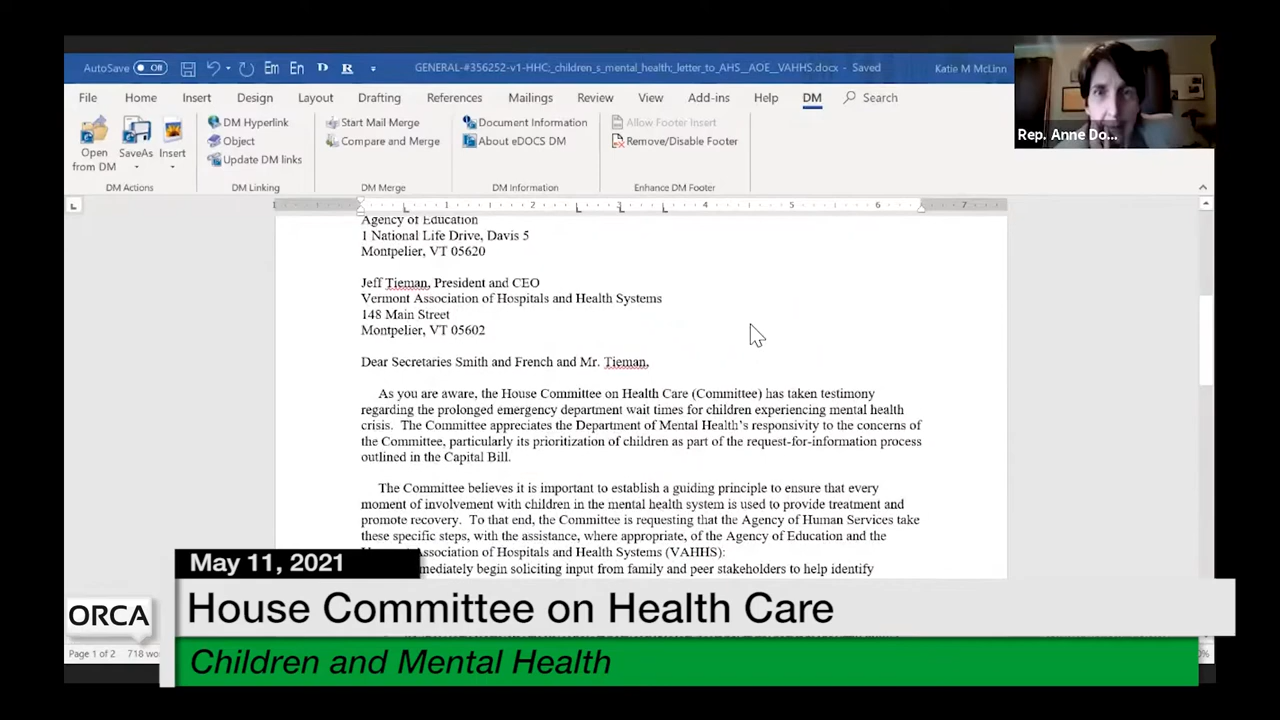 AutoSave Off Em En D R GENERAL-#356252-v1-HHC;_children_s_mental_health;_letter_to_AHS__AOE__VAHHS.docx - Saved Katie M McLinn
File Home Insert Design Layout Drafting References Mailings Review View Add-ins Help DM Search
Rep. Anne Do...
DM Hyperlink Start Mail Merge Document Information Allow Footer Insert
Object Compare and Merge About eDOCS DM Remove/Disable Footer
Open SaveAs Insert
from DM Update DM links
DM Actions DM Linking DM Merge DM Information Enhance DM Footer
1 2 4 5 6 7
Agency of Education
1 National Life Drive, Davis 5
Montpelier, VT 05620
Jeff Tieman, President and CEO
Vermont Association of Hospitals and Health Systems
148 Main Street
Montpelier, VT 05602
Dear Secretaries Smith and French and Mr. Tieman,
As you are aware, the House Committee on Health Care (Committee) has taken testimony
regarding the prolonged emergency department wait times for children experiencing mental health
crisis. The Committee appreciates the Department of Mental Health's responsivity to the concerns of
the Committee, particularly its prioritization of children as part of the request-for-information process
outlined in the Capital Bill.
The Committee believes it is important to establish a guiding principle to ensure that every
moment of involvement with children in the mental health system is used to provide treatment and
promote recovery. To that end, the Committee is requesting that the Agency of Human Services take
these specific steps, with the assistance, where appropriate, of the Agency of Education and the
Association of Hospitals and Health Systems (VAHHS):
mediately begin soliciting input from family and peer stakeholders to help identify
May 11, 2021
ORCA House Committee on Health Care
Children and Mental Health
Page 1 of 2 718 wo